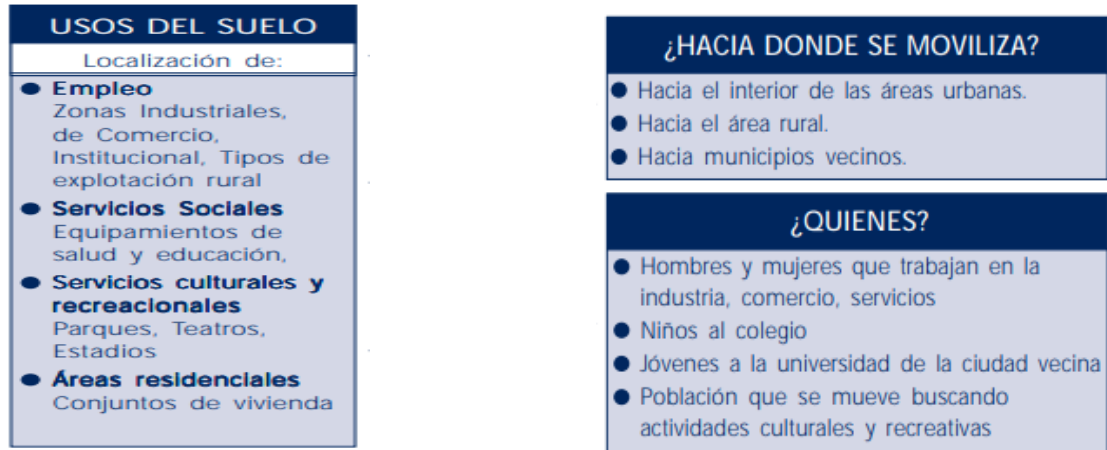 USOS DEL SUELO
Localización de:
● Empleo
Zonas Industriales,
de Comercio,
Institucional, Tipos de
explotación rural
● Servicios Sociales
Equipamientos de
salud y educación,
● Servicios culturales y
recreacionales
Parques, Teatros,
Estadios
● Áreas residenciales
Conjuntos de vivienda
¿HACIA DONDE SE MOVILIZA?
● Hacia el interior de las áreas urbanas.
● Hacia el área rural.
● Hacia municipios vecinos.
¿QUIENES?
● Hombres y mujeres que trabajan en la
industria, comercio, servicios
● Niños al colegio
● Jóvenes a la universidad de la ciudad vecina
● Población que se mueve buscando
actividades culturales y recreativas